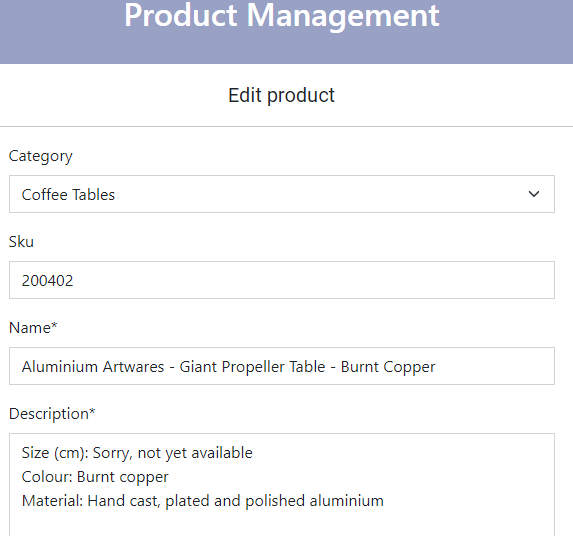 Product Management
Edit product
Category
Coffee Tables
Sku
200402
Name*
Aluminium Artwares - Giant Propeller Table - Burnt Copper
Description*
Size (cm): Sorry, not yet available
Colour: Burnt copper
Material: Hand cast, plated and polished aluminium